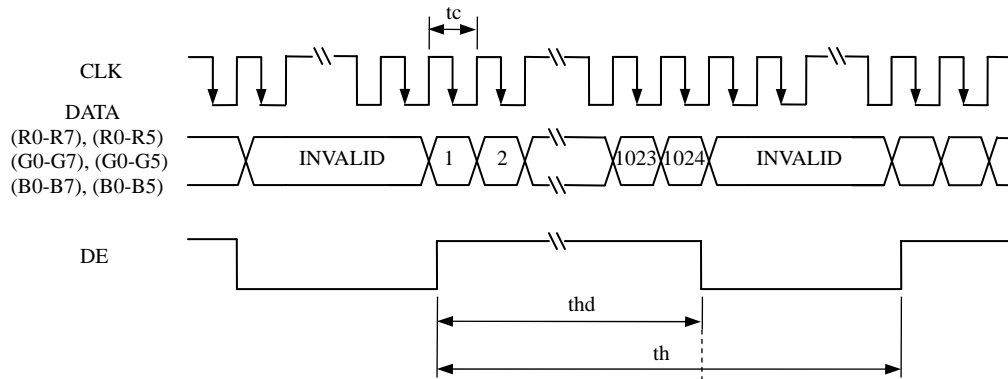 tc
CLK
DATA
(R0-R7), (R0-R5)
(G0-G7), (G0-G5)
(B0-B7), (B0-B5)
INVALID
1
2
1023
1024
INVALID
DE
thd
th